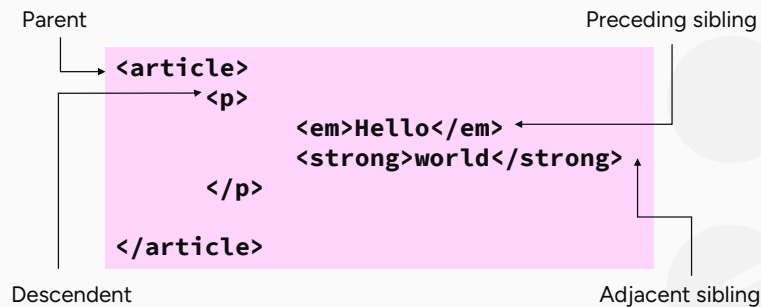 Parent
Preceding sibling
<article>
<p>
<em>Hello</em>
<strong>world</strong>
</p>
</article>
Descendent
Adjacent sibling